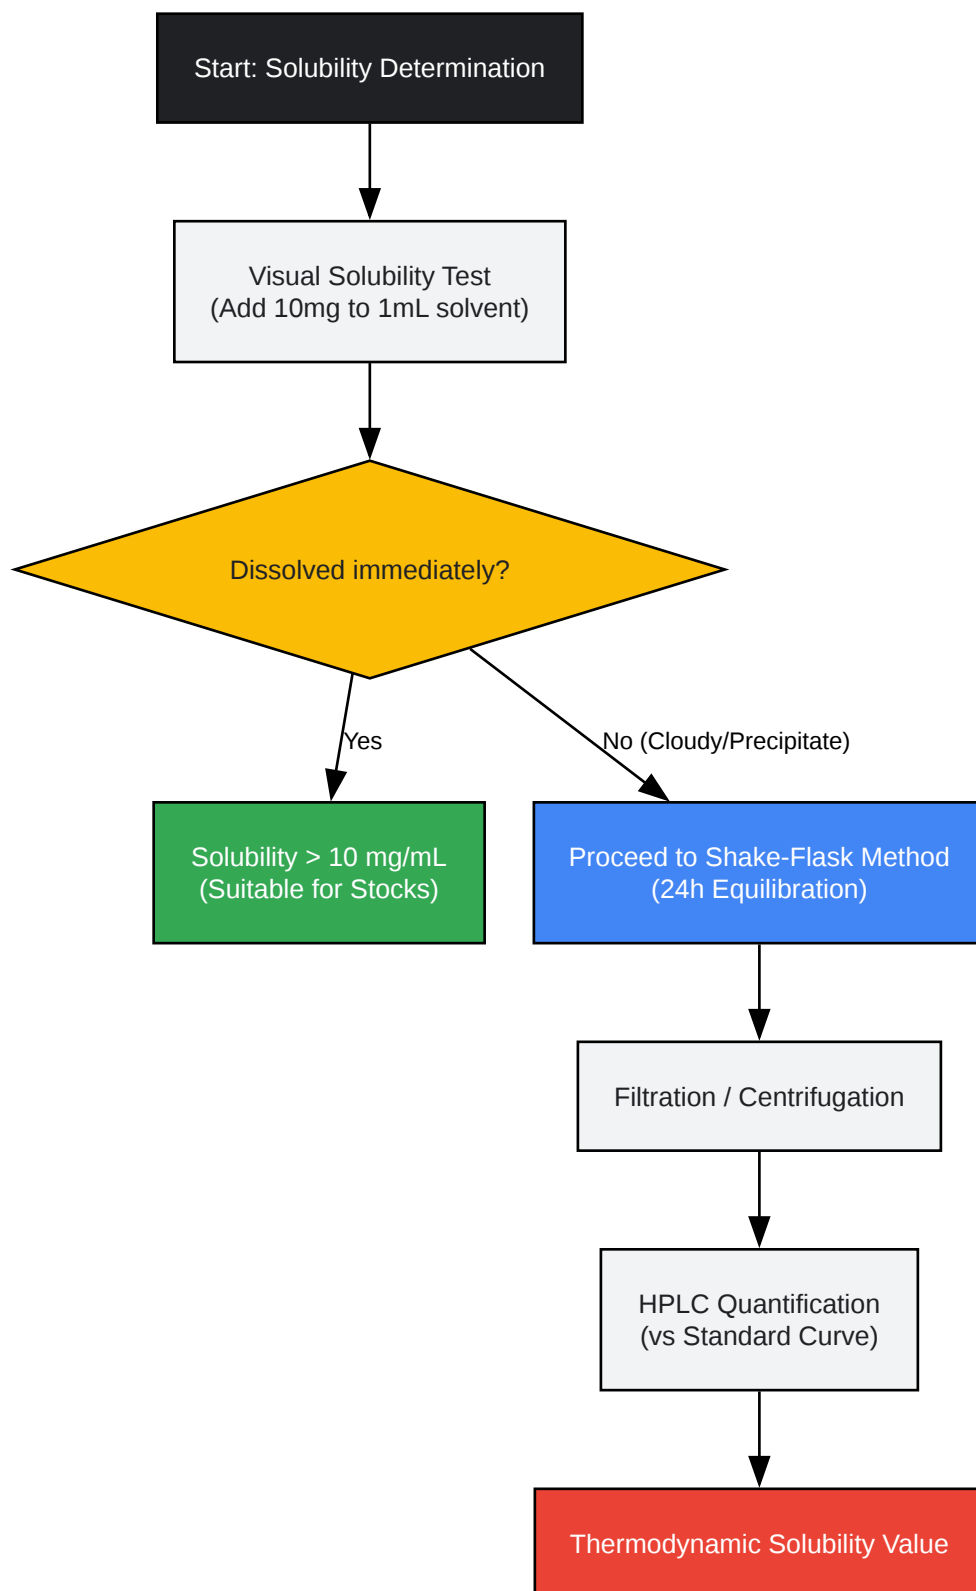 Start: Solubility Determination
Visual Solubility Test
(Add 10mg to 1mL solvent)
Dissolved immediately?
Yes
No (Cloudy/Precipitate)
Solubility > 10 mg/mL
(Suitable for Stocks)
Proceed to Shake-Flask Method
(24h Equilibration)
Filtration / Centrifugation
HPLC Quantification
(vs Standard Curve)
Thermodynamic Solubility Value